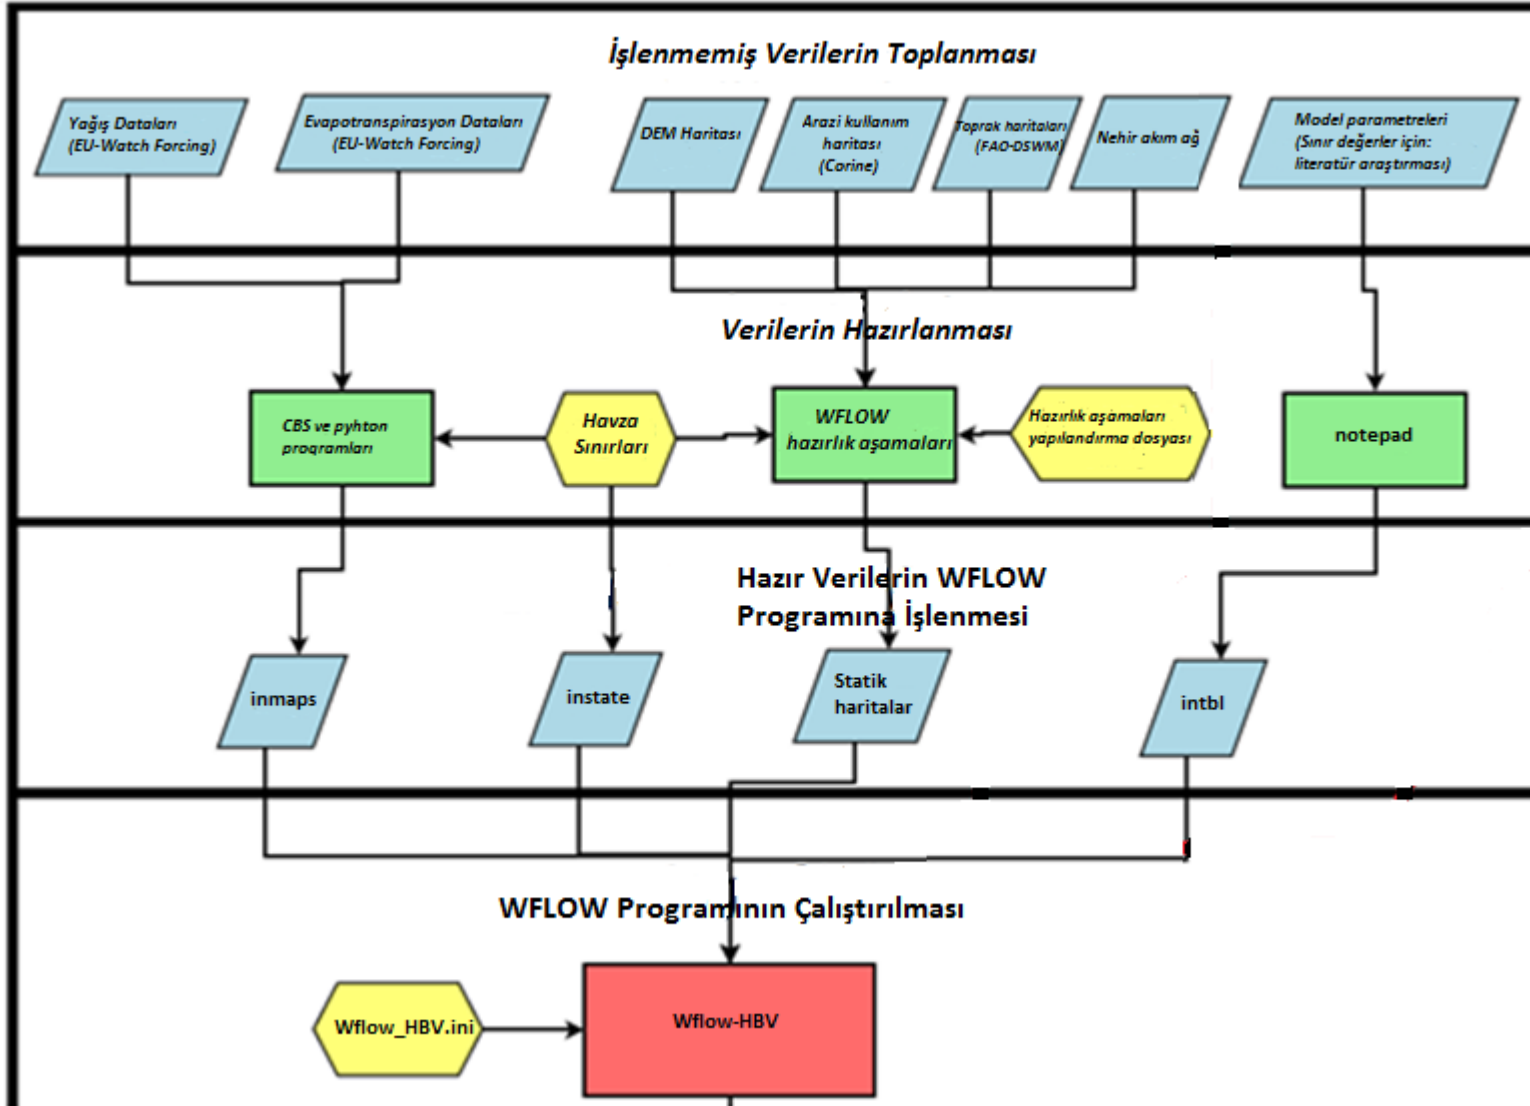 İşlenmemiş Verilerin Toplanması
Yağış Dataları
(EU-Watch Forcing)
Evapotranspirasyon Dataları
(EU-Watch Forcing)
DEM Haritası
Arazi kullanım
haritası
(Corine)
Toprak haritaları
(FAO-DSWM)
Nehir akım ağ
Model parametreleri
(Sınır değerler için:
literatür araştırması)
Verilerin Hazırlanması
CBS ve pyhton
programları
Havza
Sınırları
WFLOW
hazırlık aşamaları
Hazırlık aşamaları
yapılandırma dosyası
notepad
Hazır Verilerin WFLOW
Programına İşlenmesi
inmaps
instate
Statik
haritalar
intbl
WFLOW Programının Çalıştırılması
Wflow_HBV.ini
Wflow-HBV